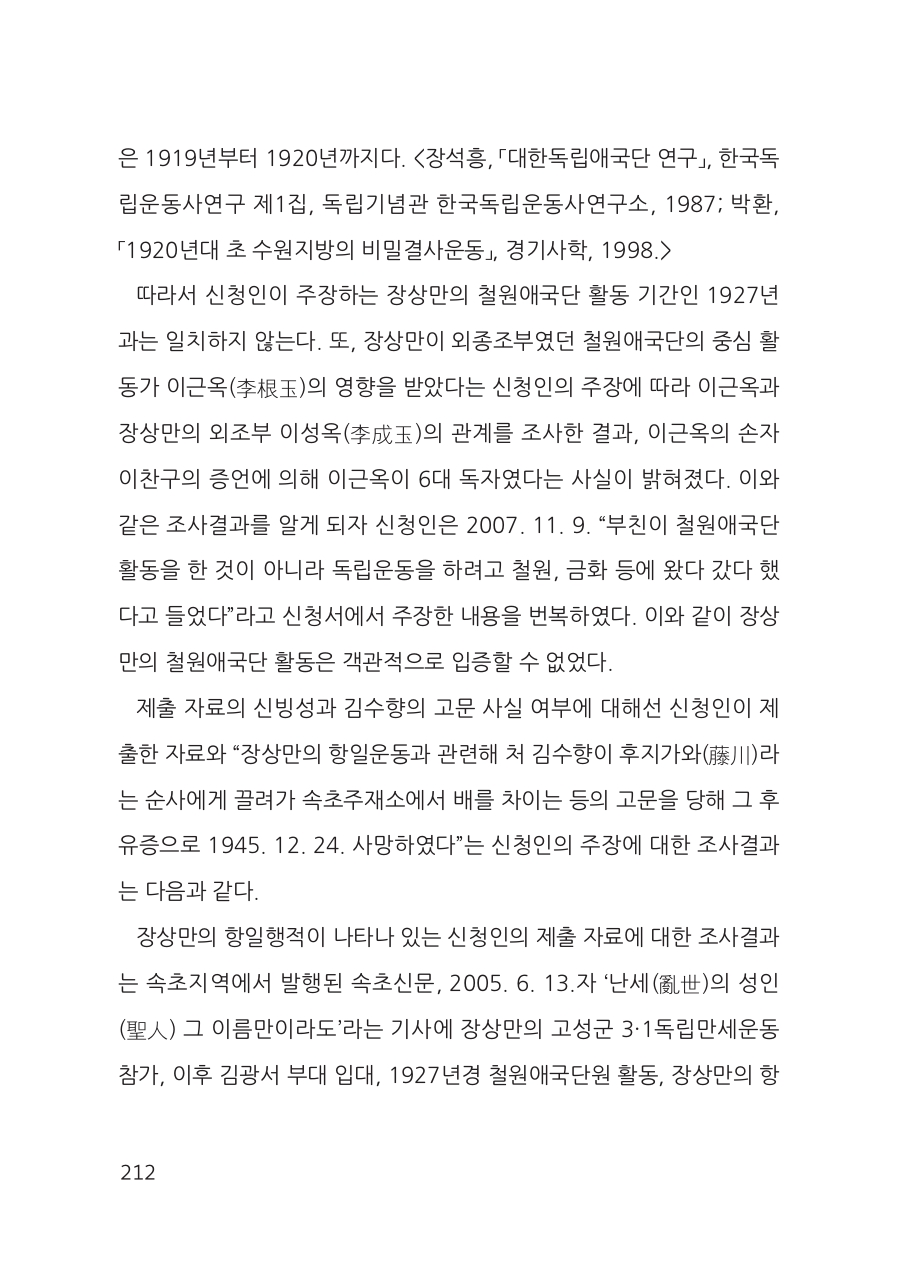 은 1919년부터 1920년까지다. <장석흥, 「대한독립애국단 연구」, 한국독
립운동사연구 제1집, 독립기념관 한국독립운동사연구소, 1987; 박환,
「1920년대 초 수원지방의 비밀결사운동」, 경기사학, 1998.>
따라서 신청인이 주장하는 장상만의 철원애국단 활동 기간인 1927년
과는 일치하지 않는다. 또, 장상만이 외종조부였던 철원애국단의 중심 활
동가 이근옥(李根玉)의 영향을 받았다는 신청인의 주장에 따라 이근옥과
장상만의 외조부 이성옥(李成玉)의 관계를 조사한 결과, 이근옥의 손자
이찬구의 증언에 의해 이근옥이 6대 독자였다는 사실이 밝혀졌다. 이와
같은 조사결과를 알게 되자 신청인은 2007. 11. 9. “부친이 철원애국단
활동을 한 것이 아니라 독립운동을 하려고 철원, 금화 등에 왔다 갔다 했
다고 들었다”라고 신청서에서 주장한 내용을 번복하였다. 이와 같이 장상
만의 철원애국단 활동은 객관적으로 입증할 수 없었다.
제출 자료의 신빙성과 김수향의 고문 사실 여부에 대해선 신청인이 제
출한 자료와 “장상만의 항일운동과 관련해 처 김수향이 후지가와(藤川)라
는 순사에게 끌려가 속초주재소에서 배를 차이는 등의 고문을 당해 그 후
유증으로 1945. 12. 24. 사망하였다”는 신청인의 주장에 대한 조사결과
는 다음과 같다.
장상만의 항일행적이 나타나 있는 신청인의 제출 자료에 대한 조사결과
는 속초지역에서 발행된 속초신문, 2005. 6. 13.자 ‘난세(亂世)의 성인
(聖人) 그 이름만이라도’라는 기사에 장상만의 고성군 3·1독립만세운동
참가, 이후 김광서 부대 입대, 1927년경 철원애국단원 활동, 장상만의 항
212